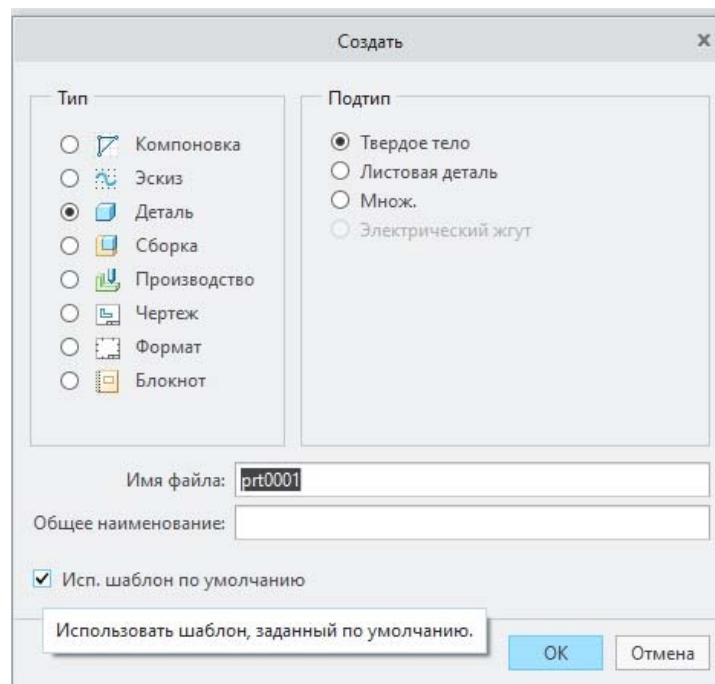 Создать
Тип
Компоновка
Эскиз
Деталь
Сборка
Производство
Чертеж
Формат
Блокнот
Подтип
Твердое тело
Листовая деталь
Множ.
Электрический жгут
Имя файла: prt0001
Общее наименование:
Исп. шаблон по умолчанию
Использовать шаблон, заданный по умолчанию.
OK Отмена